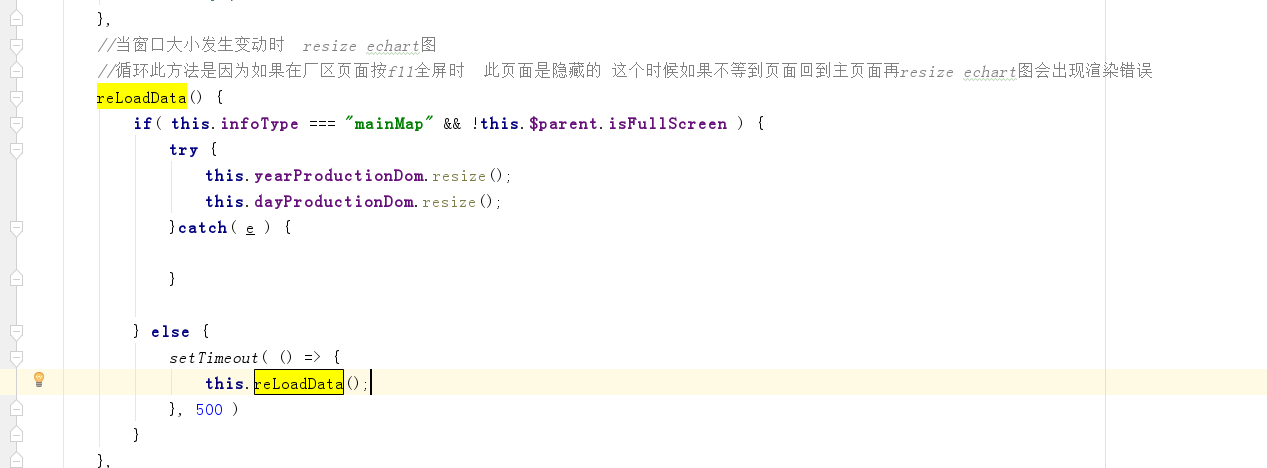 },
//当窗口大小发生变动时  resize echart图
//循环此方法是因为如果在厂区页面按f11全屏时  此页面是隐藏的 这个时候如果不等到页面回到主页面再resize echart图会出现渲染错误
reLoadData() {
if( this.infoType === "mainMap" && !this.$parent.isFullScreen ) {
try {
this.yearProductionDom.resize();
this.dayProductionDom.resize();
}catch( e ) {
}
} else {
setTimeout( () => {
this.reLoadData();
}, 500 )
}
},